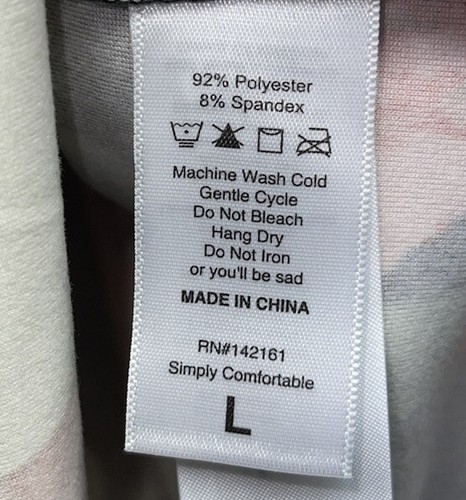 92% Polyester
8% Spandex
Machine Wash Cold
Gentle Cycle
Do Not Bleach
Hang Dry
Do Not Iron
or you'll be sad
MADE IN CHINA
RN#142161
Simply Comfortable
L